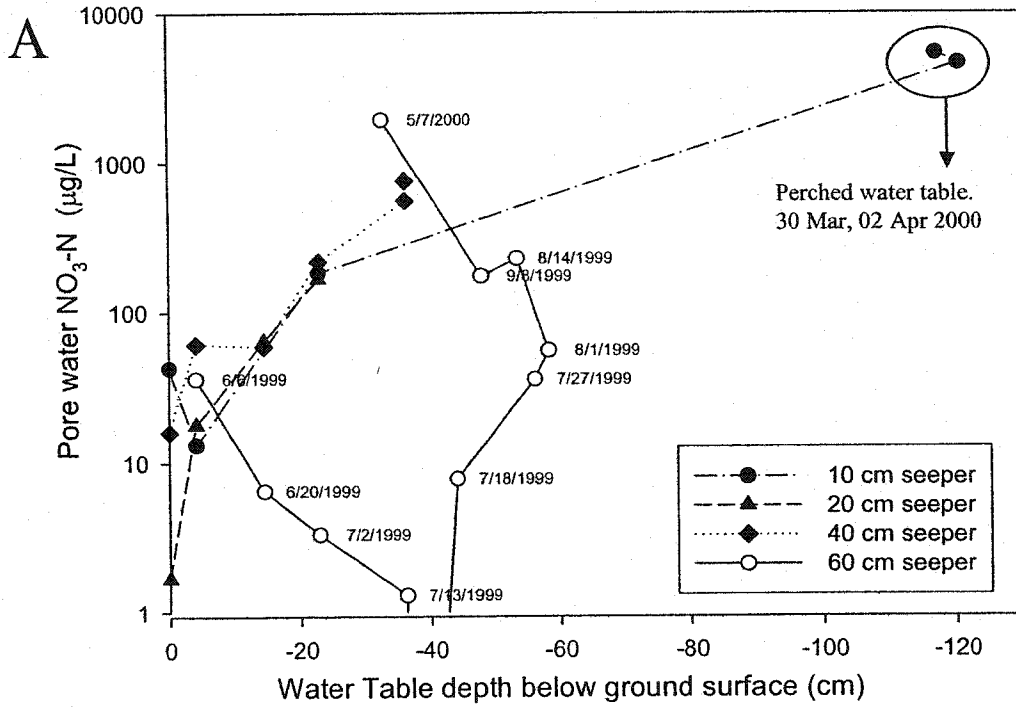 A
10000
1000
100
10
1
Pore water NO3-N (µg/L)
5/7/2000
8/14/1999
9/3/1999
8/1/1999
7/27/1999
7/18/1999
6/6/1999
6/20/1999
7/2/1999
7/13/1999
Perched water table.
30 Mar, 02 Apr 2000
10 cm seeper
20 cm seeper
40 cm seeper
60 cm seeper
0 -20 -40 -60 -80 -100 -120
Water Table depth below ground surface (cm)